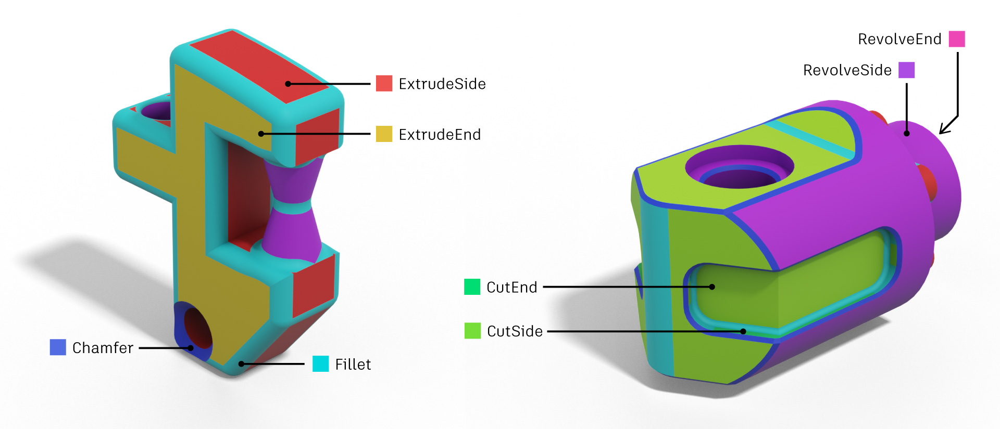 RevolveEnd
RevolveSide
ExtrudeSide
ExtrudeEnd
CutEnd
CutSide
Chamfer
Fillet